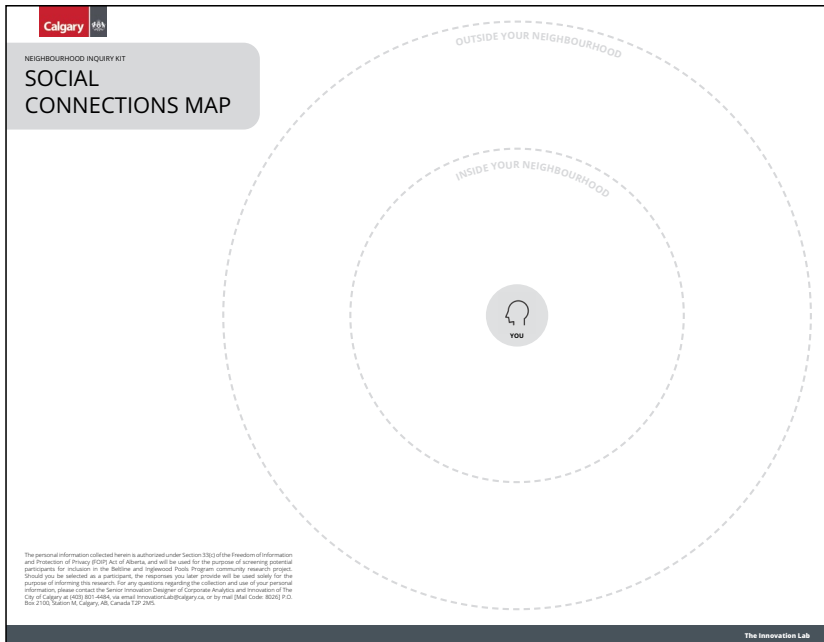 Calgary
NEIGHBOURHOOD INQUIRY KIT
SOCIAL
CONNECTIONS MAP
OUTSIDE YOUR NEIGHBOURHOOD
INSIDE YOUR NEIGHBOURHOOD
YOU
The personal information collected herein is authorized under Section 33(c) of the Freedom of Information
and Protection of Privacy (FOIP) Act of Alberta, and will be used for the purpose of screening potential
participants for inclusion in the Beltline and Inglewood Pools Program community research project.
Should you be selected as a participant, the responses you later provide will be used solely for the
purpose of informing this research. For any questions regarding the collection and use of your personal
information, please contact the Senior Innovation Designer of Corporate Analytics and Innovation of The
City of Calgary at (403) 801-4484, via email InnovationLab@calgary.ca, or by mail [Mail Code: 8026] P.O.
Box 2100, Station M, Calgary, AB, Canada T2P 2M5.
The Innovation Lab